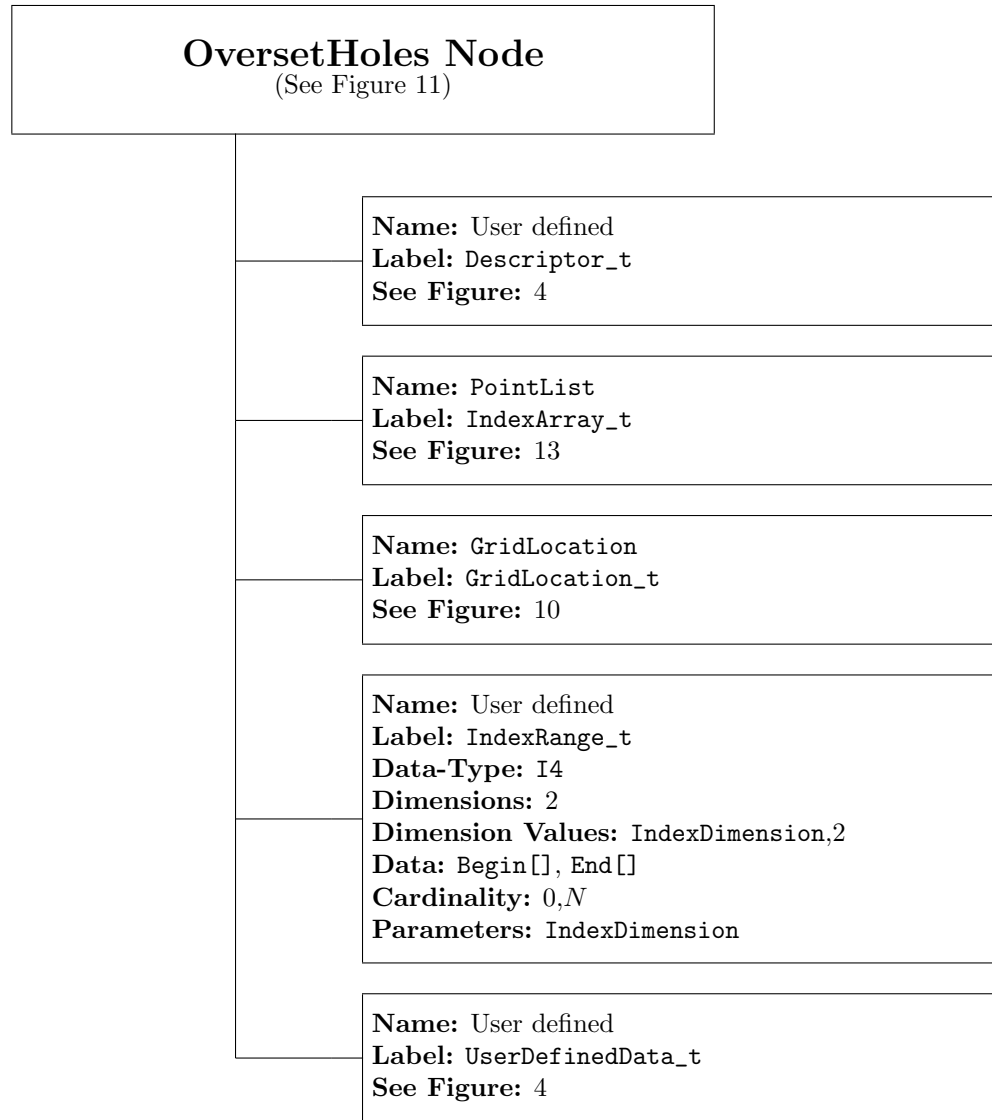 OversetHoles Node
(See Figure 11)
Name: User defined
Label: Descriptor_t
See Figure: 4
Name: PointList
Label: IndexArray_t
See Figure: 13
Name: GridLocation
Label: GridLocation_t
See Figure: 10
Name: User defined
Label: IndexRange_t
Data-Type: I4
Dimensions: 2
Dimension Values: IndexDimension,2
Data: Begin[], End[]
Cardinality: 0,N
Parameters: IndexDimension
Name: User defined
Label: UserDefinedData_t
See Figure: 4